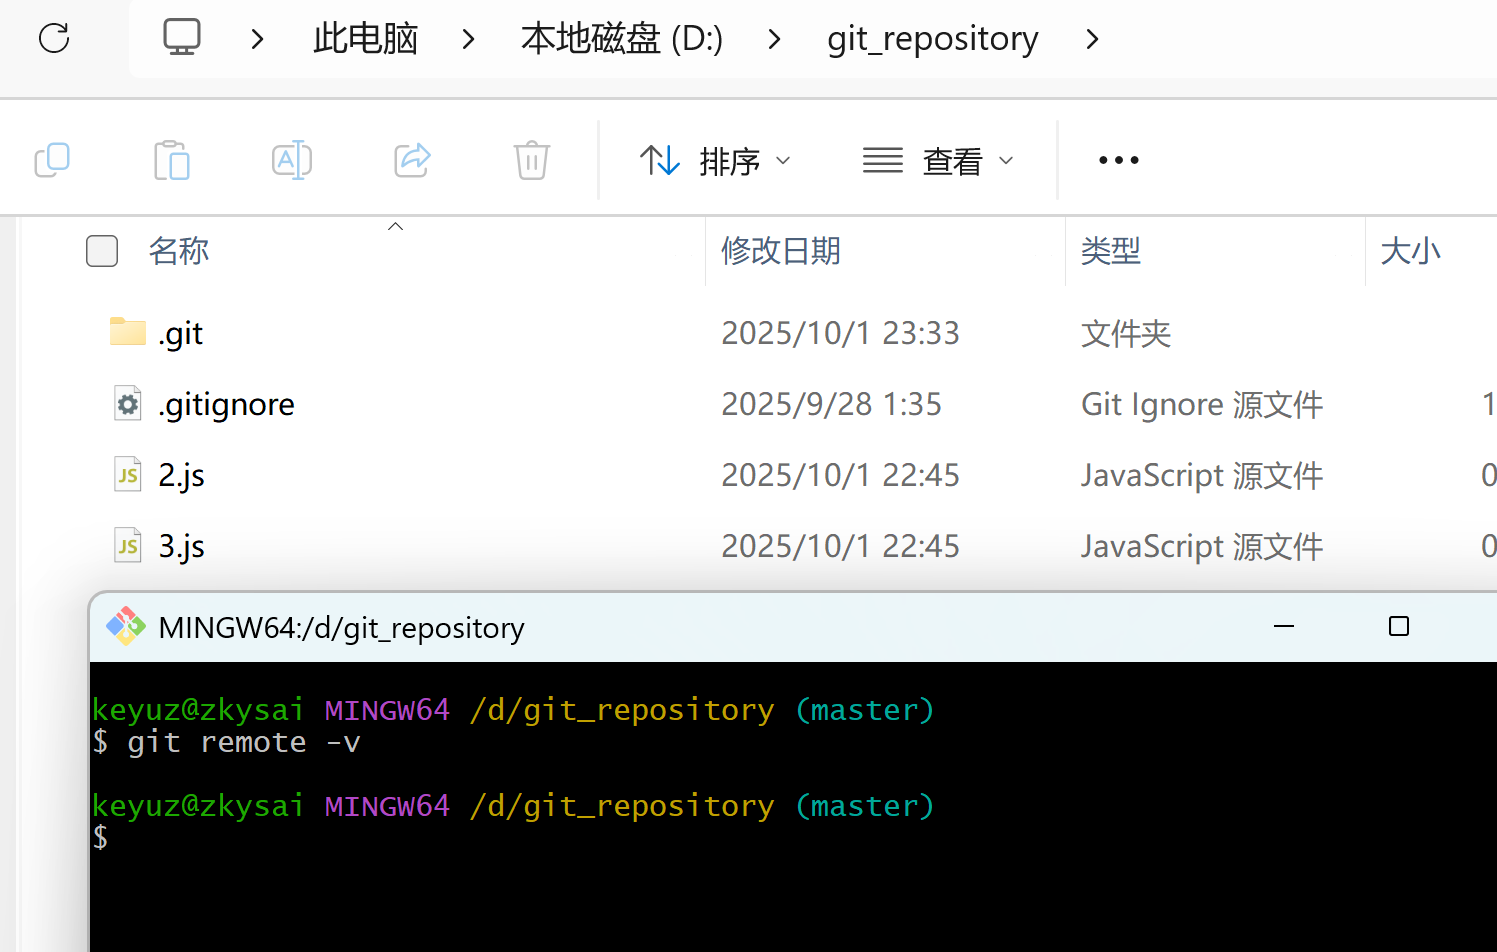 此电脑 本地磁盘 (D:) git_repository
排序 查看
名称 修改日期 类型 大小
.git 2025/10/1 23:33 文件夹
.gitignore 2025/9/28 1:35 Git Ignore 源文件 1
2.js 2025/10/1 22:45 JavaScript 源文件 0
3.js 2025/10/1 22:45 JavaScript 源文件 0
MINGW64:/d/git_repository
keyuz@zkysai MINGW64 /d/git_repository (master)
$ git remote -v
keyuz@zkysai MINGW64 /d/git_repository (master)
$